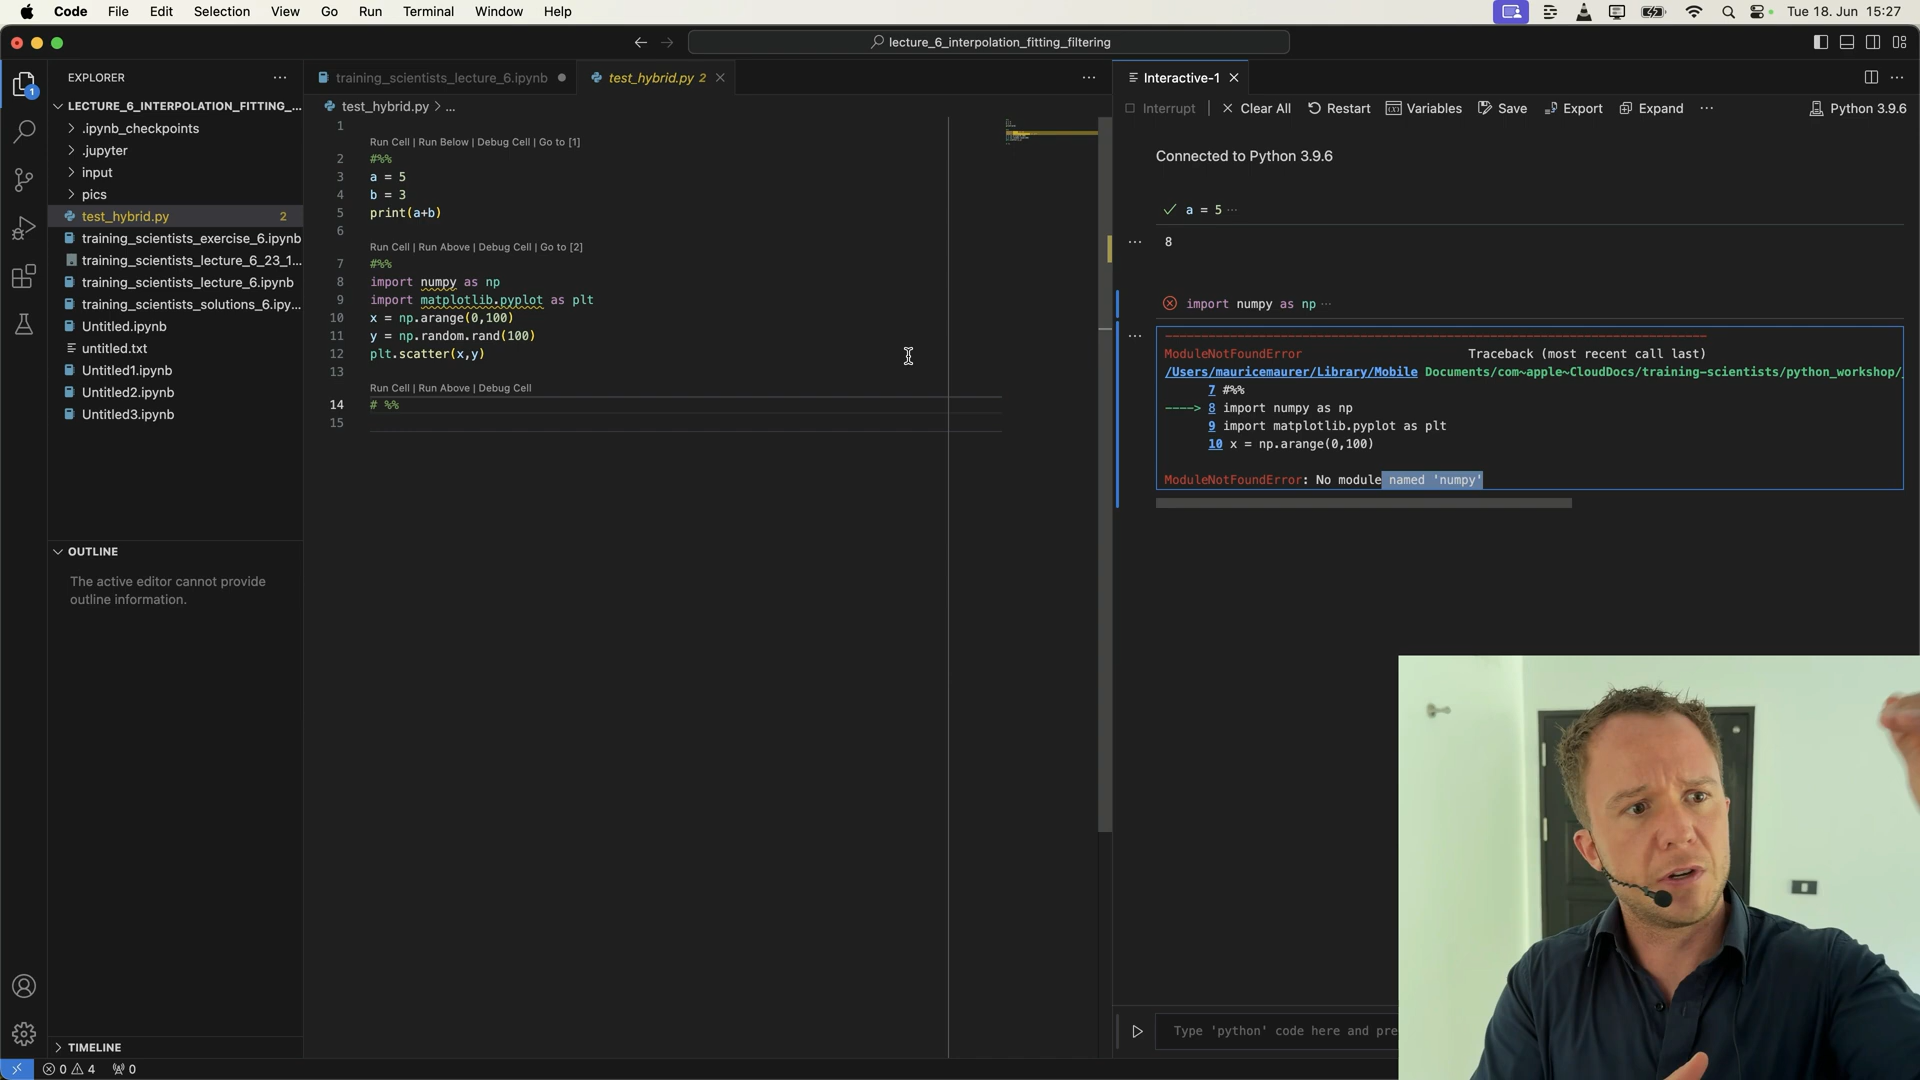 Code File Edit Selection View Go Run Terminal Window Help Tue 18. Jun 15:27
lecture_6_interpolation_fitting_filtering
EXPLORER
LECTURE_6_INTERPOLATION_FITTING_...
.ipynb_checkpoints
.jupyter
input
pics
test_hybrid.py 2
training_scientists_exercise_6.ipynb
training_scientists_lecture_6_23_1...
training_scientists_lecture_6.ipynb
training_scientists_solutions_6.ipy...
Untitled.ipynb
untitled.txt
Untitled1.ipynb
Untitled2.ipynb
Untitled3.ipynb
OUTLINE
The active editor cannot provide
outline information.
TIMELINE
0 4 0
1
training_scientists_lecture_6.ipynb test_hybrid.py 2
test_hybrid.py > ...
1
Run Cell | Run Below | Debug Cell | Go to [1]
2 #%%
3 a = 5
4 b = 3
5 print(a+b)
6
Run Cell | Run Above | Debug Cell | Go to [2]
7 #%%
8 import numpy as np
9 import matplotlib.pyplot as plt
10 x = np.arange(0,100)
11 y = np.random.rand(100)
12 plt.scatter(x,y)
13
Run Cell | Run Above | Debug Cell
14 # %%
15
Interactive-1
Interrupt | Clear All Restart Variables Save Export Expand ... Python 3.9.6
Connected to Python 3.9.6
a = 5 ...
8
import numpy as np ...
ModuleNotFoundError Traceback (most recent call last)
/Users/mauricemaurer/Library/Mobile Documents/com~apple~CloudDocs/training-scientists/python_workshop/
7 #%%
----> 8 import numpy as np
9 import matplotlib.pyplot as plt
10 x = np.arange(0,100)
ModuleNotFoundError: No module named 'numpy'
Type 'python' code here and pre